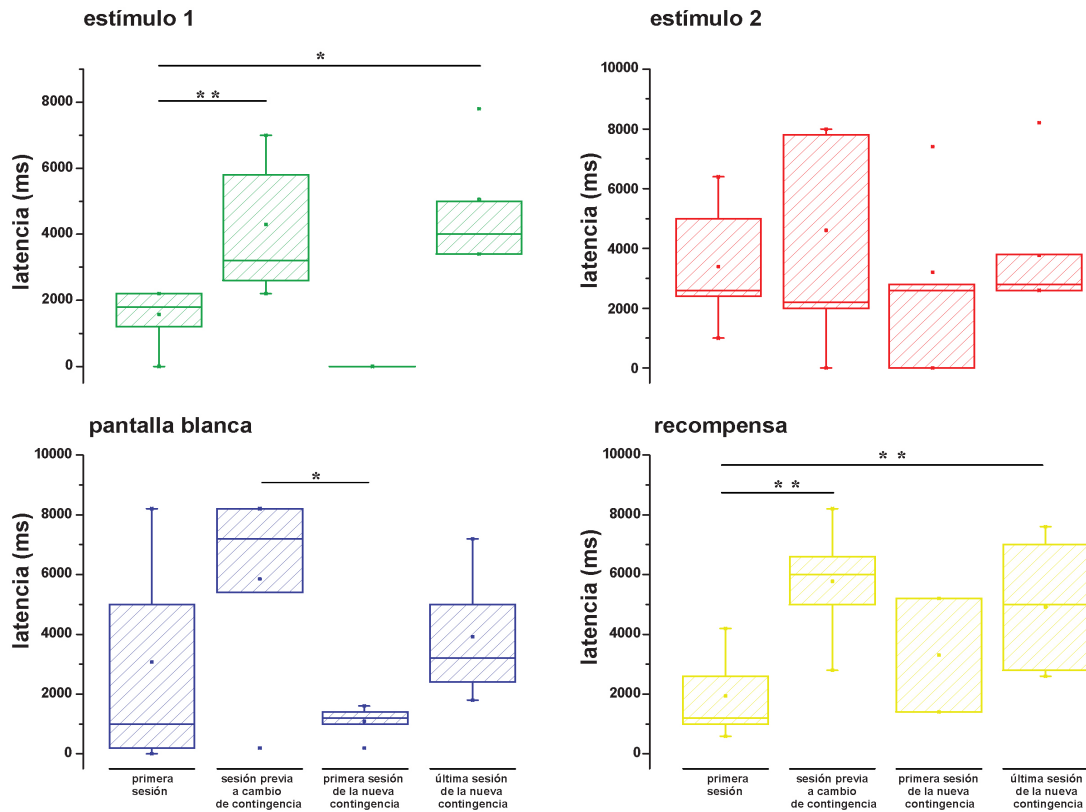 estímulo 1
*
* *
8000
6000
4000
2000
0
latencia (ms)
estímulo 2
10000
8000
6000
4000
2000
0
latencia (ms)
pantalla blanca
*
10000
8000
6000
4000
2000
0
latencia (ms)
primera
sesión
sesión previa
a cambio
de contingencia
primera sesión
de la nueva
contingencia
última sesión
de la nueva
contingencia
recompensa
* *
* *
10000
8000
6000
4000
2000
0
latencia (ms)
primera
sesión
sesión previa
a cambio
de contingencia
primera sesión
de la nueva
contingencia
última sesión
de la nueva
contingencia